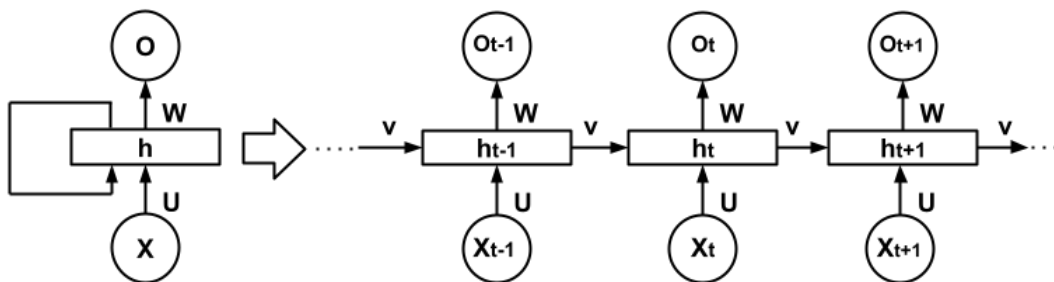 O Ot-1 Ot Ot+1
W W W W
v v v v
h ht-1 ht ht+1
U U U U
X Xt-1 Xt Xt+1